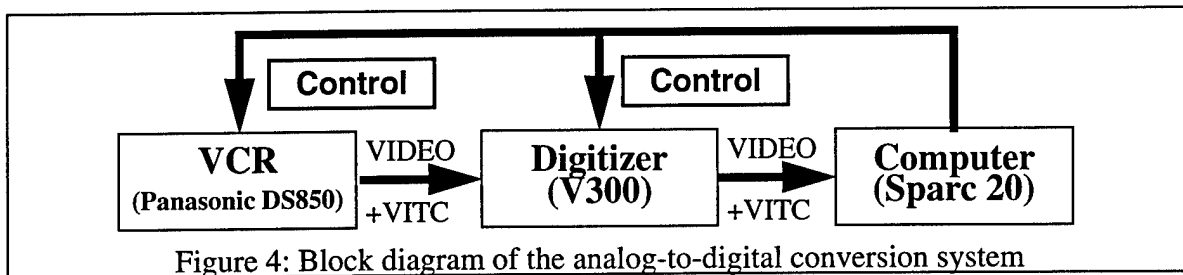 Control
Control
VCR
(Panasonic DS850)
VIDEO
+VITC
Digitizer
(V300)
VIDEO
+VITC
Computer
(Sparc 20)
Figure 4: Block diagram of the analog-to-digital conversion system